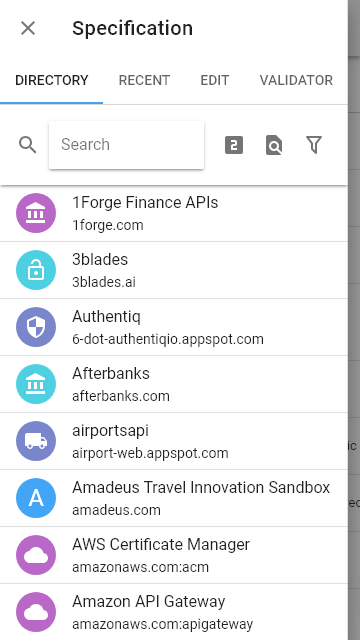 Specification
DIRECTORY
RECENT
EDIT
VALIDATOR
Search
2
1Forge Finance APIs
1forge.com
3blades
3blades.ai
Authentiq
6-dot-authentiqio.appspot.com
Afterbanks
afterbanks.com
airportsapi
airport-web.appspot.com
ic
A
Amadeus Travel Innovation Sandbox
amadeus.com
AWS Certificate Manager
amazonaws.com:acm
Amazon API Gateway
amazonaws.com:apigateway